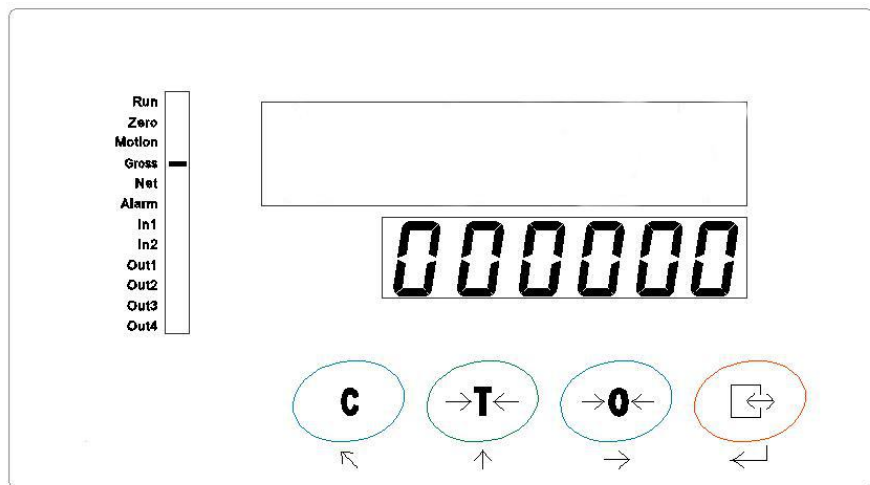 Run
Zero
Motion
Gross
Net
Alarm
In1
In2
Out1
Out2
Out3
Out4
000000
C →T← →0←